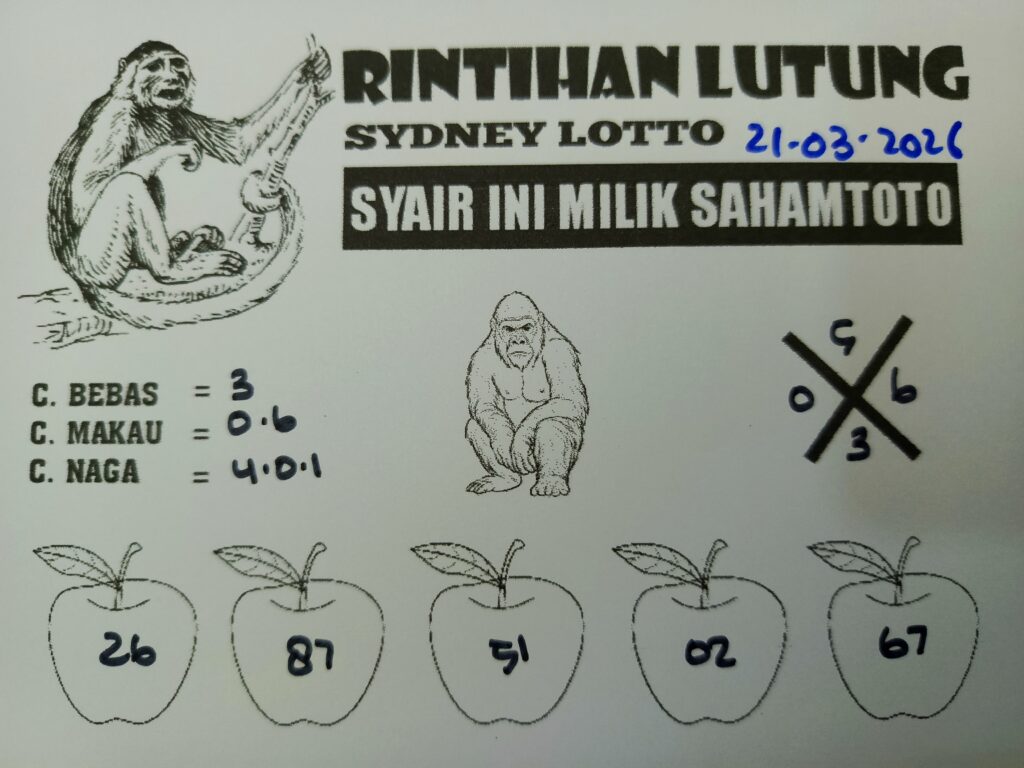 RINTIHAN LUTUNG
SYDNEY LOTTO 21.03.2026
SYAIR INI MILIK SAHAMTOTO
C. BEBAS = 3
C. MAKAU = 0.6
C. NAGA = 4.0.1
5
0 6
3
26 87 51 02 67